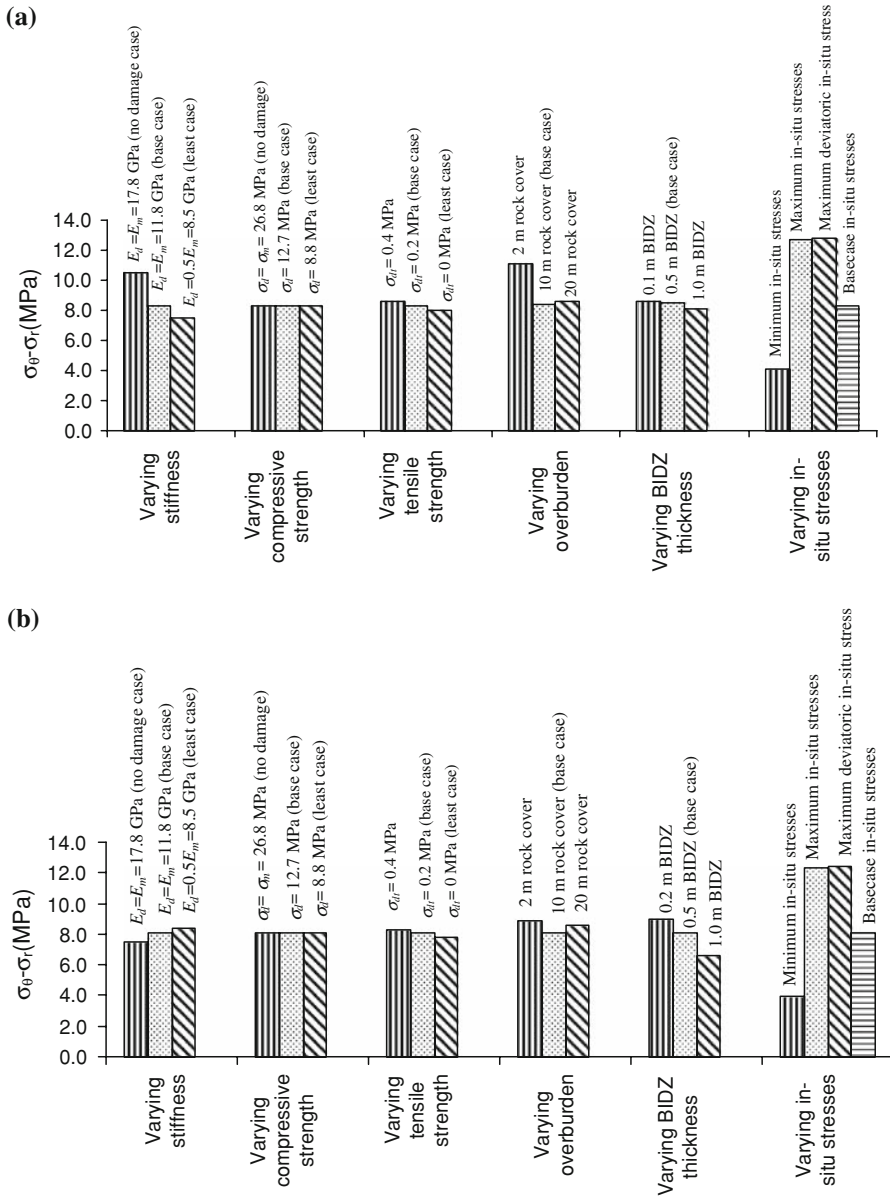 (a)
σθ-σr(MPa)
14.0
12.0
10.0
8.0
6.0
4.0
2.0
0.0
Ed =Em=17.8 GPa (no damage case)
Ed =Em=11.8 GPa (base case)
Ed =0.5Em=8.5 GPa (least case)
σd= σm= 26.8 MPa (no damage)
σd= 12.7 MPa (base case)
σd= 8.8 MPa (least case)
σdt= 0.4 MPa
σdt= 0.2 MPa (base case)
σdt= 0 MPa (least case)
2 m rock cover
10 m rock cover (base case)
20 m rock cover
0.1 m BIDZ
0.5 m BIDZ (base case)
1.0 m BIDZ
Minimum in-situ stresses
Maximum in-situ stresses
Maximum deviatoric in-situ stress
Basecase in-situ stresses
Varying
stiffness
Varying
compressive
strength
Varying
tensile
strength
Varying
overburden
Varying BIDZ
thickness
Varying in-
situ stresses
(b)
σθ-σr(MPa)
14.0
12.0
10.0
8.0
6.0
4.0
2.0
0.0
Ed=Em=17.8 GPa (no damage case)
Ed=Em=11.8 GPa (base case)
Ed=0.5Em=8.5 GPa (least case)
σd= σm= 26.8 MPa (no damage)
σd= 12.7 MPa (base case)
σd= 8.8 MPa (least case)
σdt= 0.4 MPa
σdt= 0.2 MPa (base case)
σdt= 0 MPa (least case)
2 m rock cover
10 m rock cover (base case)
20 m rock cover
0.2 m BIDZ
0.5 m BIDZ (base case)
1.0 m BIDZ
Minimum in-situ stresses
Maximum in-situ stresses
Maximum deviatoric in-situ stress
Basecase in-situ stresses
Varying
stiffness
Varying
compressive
strength
Varying
tensile
strength
Varying
overburden
Varying BIDZ
thickness
Varying in-
situ stresses